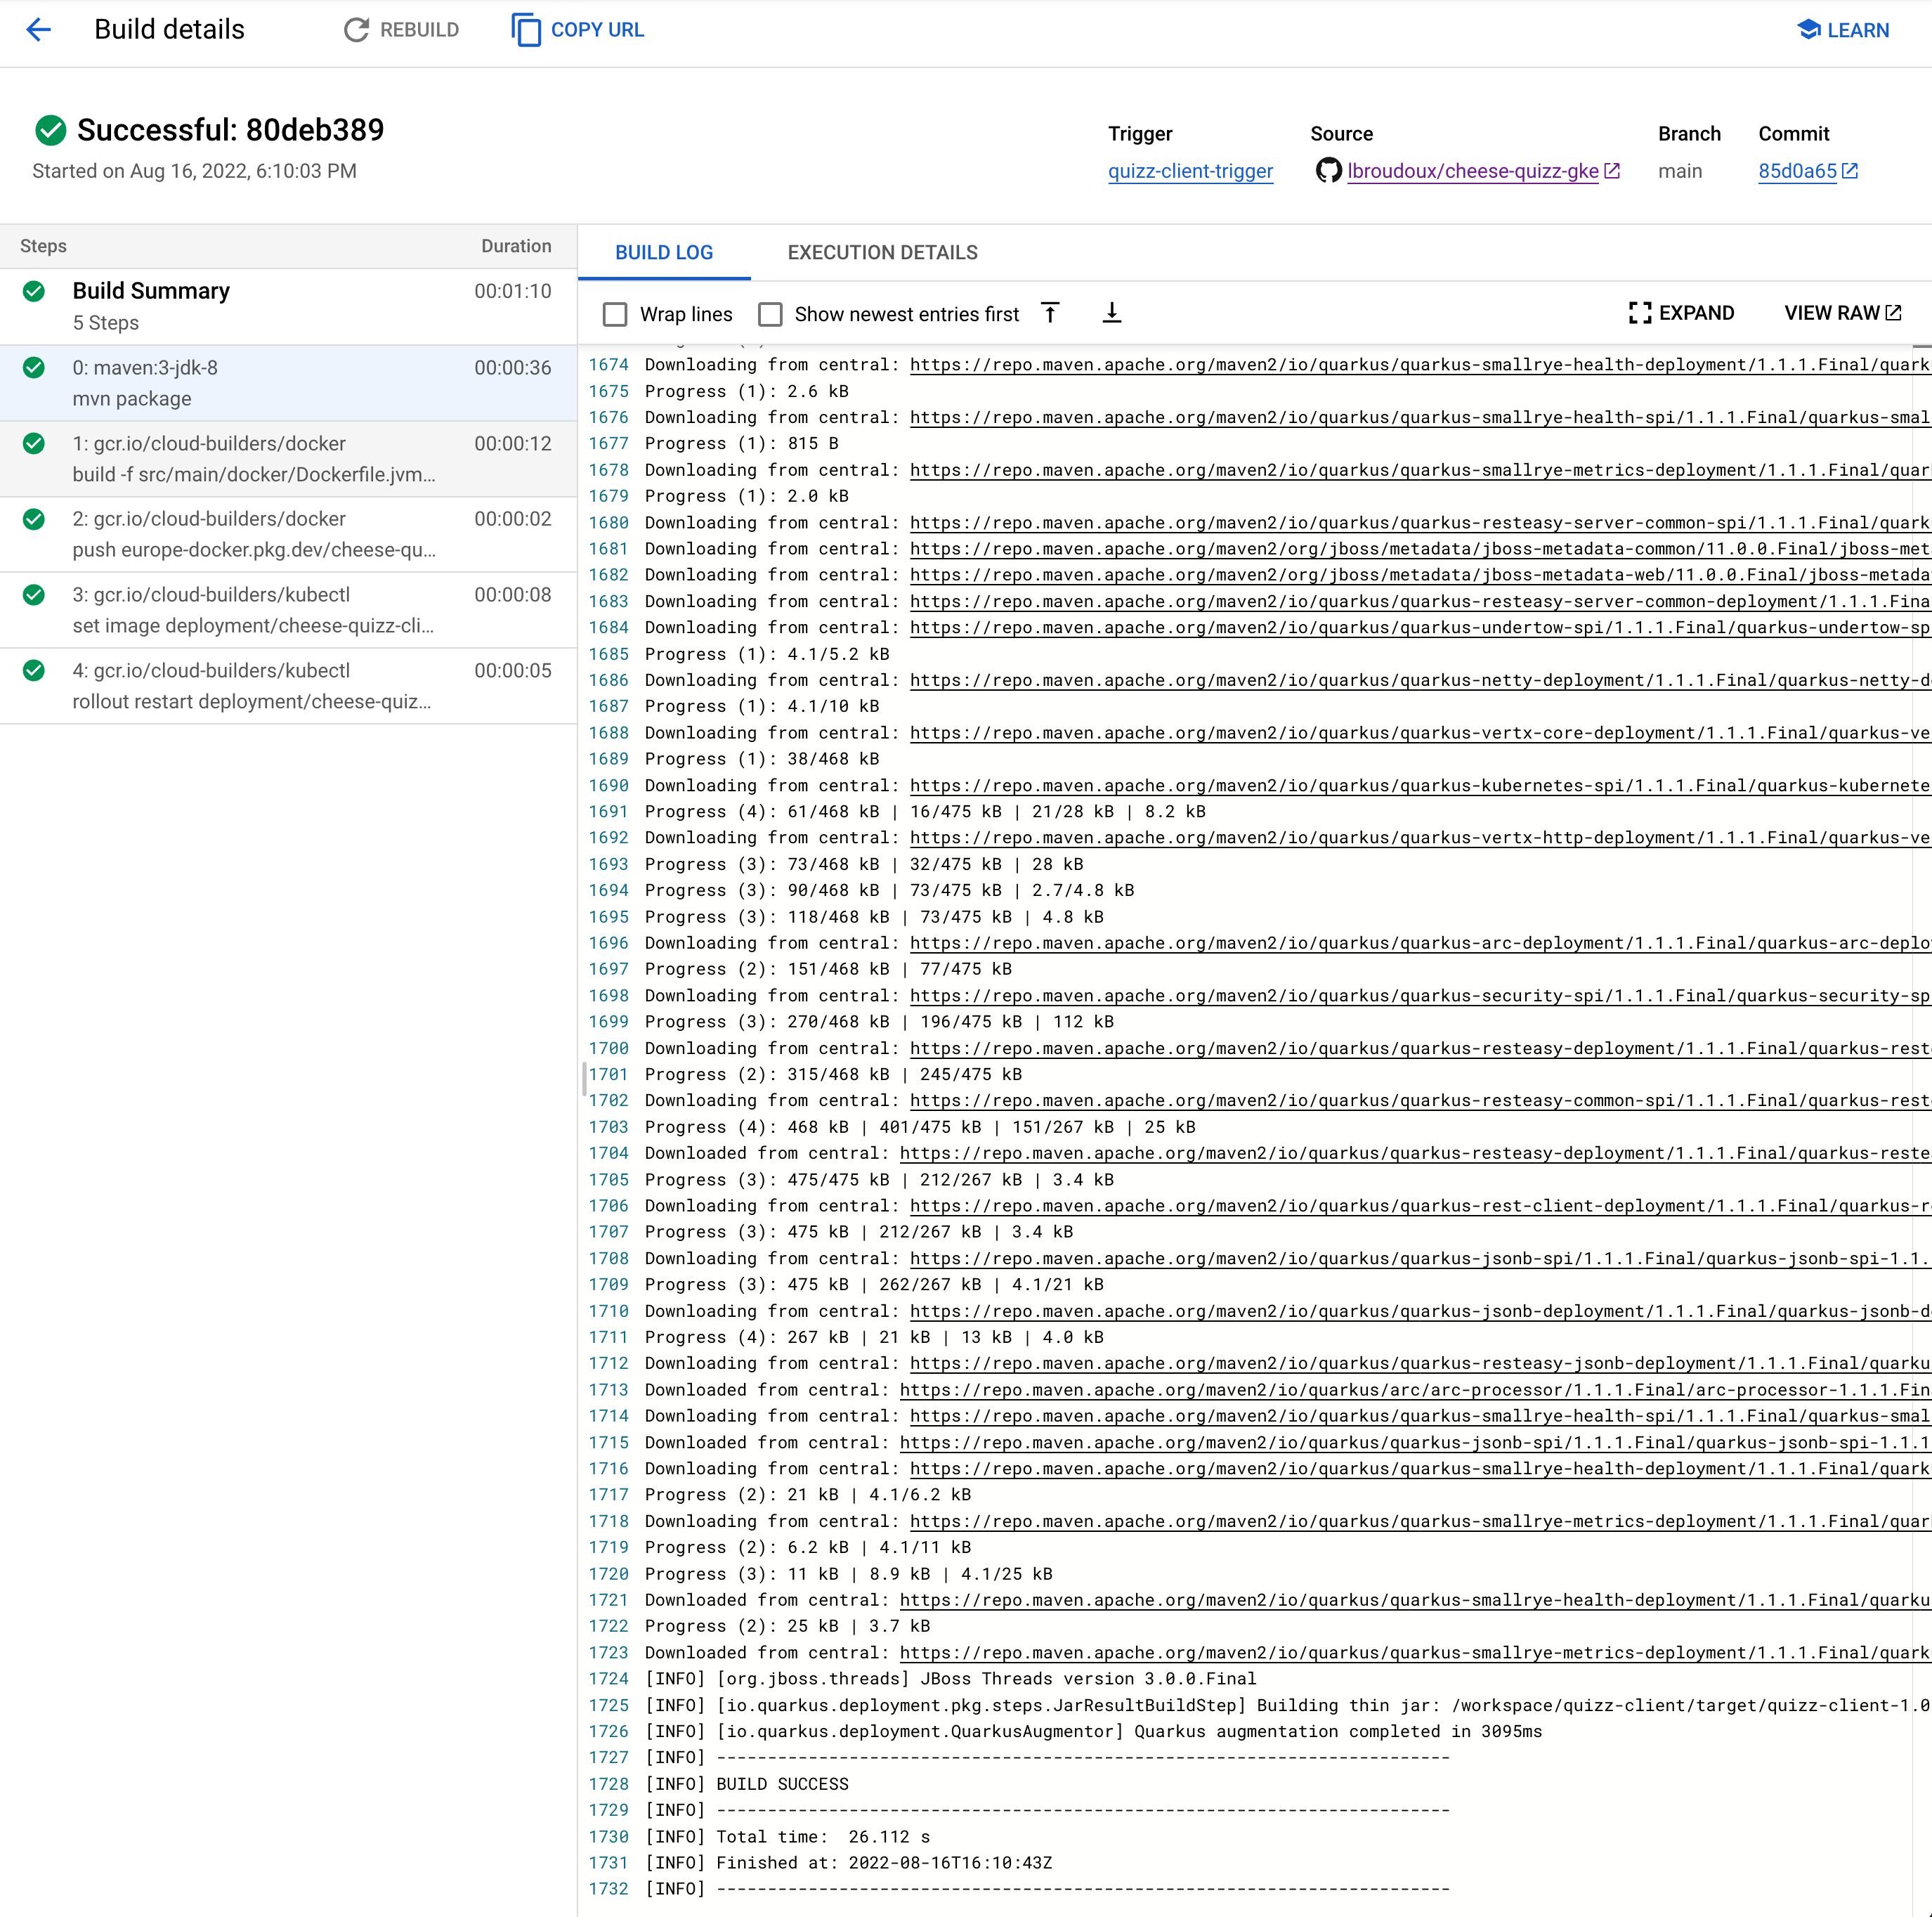 Build details
REBUILD
COPY URL
LEARN
Successful: 80deb389
Started on Aug 16, 2022, 6:10:03 PM
Trigger
quizz-client-trigger
Source
lbroudoux/cheese-quizz-gke
Branch
main
Commit
85d0a65
Steps
Duration
Build Summary
00:01:10
5 Steps
0: maven:3-jdk-8
00:00:36
mvn package
1: gcr.io/cloud-builders/docker
00:00:12
build -f src/main/docker/Dockerfile.jvm...
2: gcr.io/cloud-builders/docker
00:00:02
push europe-docker.pkg.dev/cheese-qu...
3: gcr.io/cloud-builders/kubectl
00:00:08
set image deployment/cheese-quizz-cli...
4: gcr.io/cloud-builders/kubectl
00:00:05
rollout restart deployment/cheese-quiz...
BUILD LOG
EXECUTION DETAILS
Wrap lines
Show newest entries first
EXPAND
VIEW RAW
1674 Downloading from central: https://repo.maven.apache.org/maven2/io/quarkus/quarkus-smallrye-health-deployment/1.1.1.Final/quark
1675 Progress (1): 2.6 kB
1676 Downloading from central: https://repo.maven.apache.org/maven2/io/quarkus/quarkus-smallrye-health-spi/1.1.1.Final/quarkus-smal
1677 Progress (1): 815 B
1678 Downloading from central: https://repo.maven.apache.org/maven2/io/quarkus/quarkus-smallrye-metrics-deployment/1.1.1.Final/quar
1679 Progress (1): 2.0 kB
1680 Downloading from central: https://repo.maven.apache.org/maven2/io/quarkus/quarkus-resteasy-server-common-spi/1.1.1.Final/quark
1681 Downloading from central: https://repo.maven.apache.org/maven2/org/jboss/metadata/jboss-metadata-common/11.0.0.Final/jboss-met
1682 Downloading from central: https://repo.maven.apache.org/maven2/org/jboss/metadata/jboss-metadata-web/11.0.0.Final/jboss-metada
1683 Downloading from central: https://repo.maven.apache.org/maven2/io/quarkus/quarkus-resteasy-server-common-deployment/1.1.1.Fina
1684 Downloading from central: https://repo.maven.apache.org/maven2/io/quarkus/quarkus-undertow-spi/1.1.1.Final/quarkus-undertow-sp
1685 Progress (1): 4.1/5.2 kB
1686 Downloading from central: https://repo.maven.apache.org/maven2/io/quarkus/quarkus-netty-deployment/1.1.1.Final/quarkus-netty-d
1687 Progress (1): 4.1/10 kB
1688 Downloading from central: https://repo.maven.apache.org/maven2/io/quarkus/quarkus-vertx-core-deployment/1.1.1.Final/quarkus-ve
1689 Progress (1): 38/468 kB
1690 Downloading from central: https://repo.maven.apache.org/maven2/io/quarkus/quarkus-kubernetes-spi/1.1.1.Final/quarkus-kubernete
1691 Progress (4): 61/468 kB | 16/475 kB | 21/28 kB | 8.2 kB
1692 Downloading from central: https://repo.maven.apache.org/maven2/io/quarkus/quarkus-vertx-http-deployment/1.1.1.Final/quarkus-ve
1693 Progress (3): 73/468 kB | 32/475 kB | 28 kB
1694 Progress (3): 90/468 kB | 73/475 kB | 2.7/4.8 kB
1695 Progress (3): 118/468 kB | 73/475 kB | 4.8 kB
1696 Downloading from central: https://repo.maven.apache.org/maven2/io/quarkus/quarkus-arc-deployment/1.1.1.Final/quarkus-arc-deplo
1697 Progress (2): 151/468 kB | 77/475 kB
1698 Downloading from central: https://repo.maven.apache.org/maven2/io/quarkus/quarkus-security-spi/1.1.1.Final/quarkus-security-sp
1699 Progress (3): 270/468 kB | 196/475 kB | 112 kB
1700 Downloading from central: https://repo.maven.apache.org/maven2/io/quarkus/quarkus-resteasy-deployment/1.1.1.Final/quarkus-rest
1701 Progress (2): 315/468 kB | 245/475 kB
1702 Downloading from central: https://repo.maven.apache.org/maven2/io/quarkus/quarkus-resteasy-common-spi/1.1.1.Final/quarkus-rest
1703 Progress (4): 468 kB | 401/475 kB | 151/267 kB | 25 kB
1704 Downloaded from central: https://repo.maven.apache.org/maven2/io/quarkus/quarkus-resteasy-deployment/1.1.1.Final/quarkus-reste
1705 Progress (3): 475/475 kB | 212/267 kB | 3.4 kB
1706 Downloading from central: https://repo.maven.apache.org/maven2/io/quarkus/quarkus-rest-client-deployment/1.1.1.Final/quarkus-r
1707 Progress (3): 475 kB | 212/267 kB | 3.4 kB
1708 Downloading from central: https://repo.maven.apache.org/maven2/io/quarkus/quarkus-jsonb-spi/1.1.1.Final/quarkus-jsonb-spi-1.1.
1709 Progress (3): 475 kB | 262/267 kB | 4.1/21 kB
1710 Downloading from central: https://repo.maven.apache.org/maven2/io/quarkus/quarkus-jsonb-deployment/1.1.1.Final/quarkus-jsonb-d
1711 Progress (4): 267 kB | 21 kB | 13 kB | 4.0 kB
1712 Downloading from central: https://repo.maven.apache.org/maven2/io/quarkus/quarkus-resteasy-jsonb-deployment/1.1.1.Final/quarku
1713 Downloaded from central: https://repo.maven.apache.org/maven2/io/quarkus/arc/arc-processor/1.1.1.Final/arc-processor-1.1.1.Fin
1714 Downloading from central: https://repo.maven.apache.org/maven2/io/quarkus/quarkus-smallrye-health-spi/1.1.1.Final/quarkus-smal
1715 Downloaded from central: https://repo.maven.apache.org/maven2/io/quarkus/quarkus-jsonb-spi/1.1.1.Final/quarkus-jsonb-spi-1.1.1
1716 Downloading from central: https://repo.maven.apache.org/maven2/io/quarkus/quarkus-smallrye-health-deployment/1.1.1.Final/quark
1717 Progress (2): 21 kB | 4.1/6.2 kB
1718 Downloading from central: https://repo.maven.apache.org/maven2/io/quarkus/quarkus-smallrye-metrics-deployment/1.1.1.Final/quar
1719 Progress (2): 6.2 kB | 4.1/11 kB
1720 Progress (3): 11 kB | 8.9 kB | 4.1/25 kB
1721 Downloaded from central: https://repo.maven.apache.org/maven2/io/quarkus/quarkus-smallrye-health-deployment/1.1.1.Final/quarku
1722 Progress (2): 25 kB | 3.7 kB
1723 Downloaded from central: https://repo.maven.apache.org/maven2/io/quarkus/quarkus-smallrye-metrics-deployment/1.1.1.Final/quark
1724 [INFO] [org.jboss.threads] JBoss Threads version 3.0.0.Final
1725 [INFO] [io.quarkus.deployment.pkg.steps.JarResultBuildStep] Building thin jar: /workspace/quizz-client/target/quizz-client-1.0
1726 [INFO] [io.quarkus.deployment.QuarkusAugmentor] Quarkus augmentation completed in 3095ms
1727 [INFO] ------------------------------------------------------------------------
1728 [INFO] BUILD SUCCESS
1729 [INFO] ------------------------------------------------------------------------
1730 [INFO] Total time:  26.112 s
1731 [INFO] Finished at: 2022-08-16T16:10:43Z
1732 [INFO] ------------------------------------------------------------------------